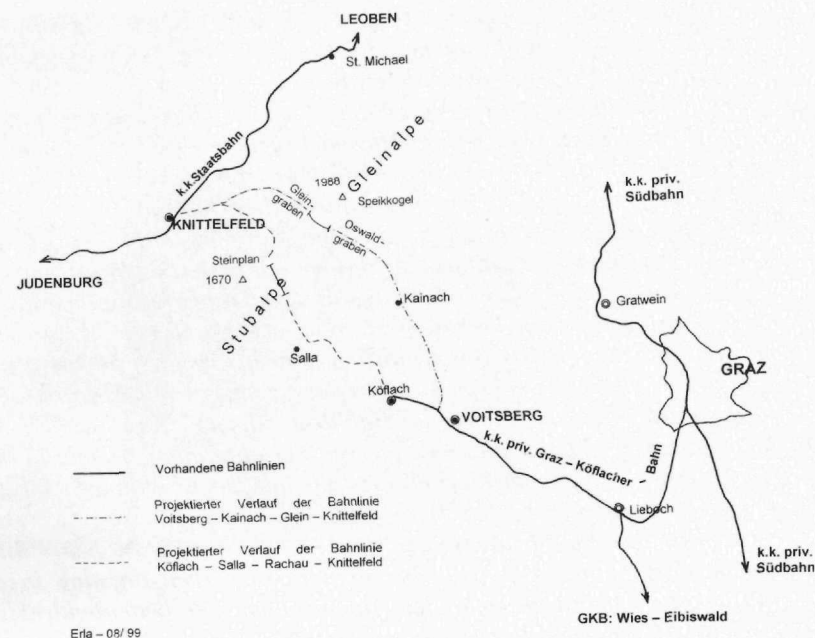 LEOBEN
St. Michael
k.k.Staatsbahn
Gleinalpe
1988
Speikkogel
Glein-
graben
Oswald-
graben
k.k. priv.
Südbahn
KNITTELFELD
Steinplan
1670
JUDENBURG
Stubalpe
Kainach
Gratwein
Salla
GRAZ
Köflach
VOITSBERG
k.k. priv. Graz – Köflacher - Bahn
Lieboch
k.k. priv.
Südbahn
GKB: Wies – Eibiswald
Vorhandene Bahnlinien
Projektierter Verlauf der Bahnlinie
Voitsberg – Kainach – Glein – Knittelfeld
Projektierter Verlauf der Bahnlinie
Köflach – Salla – Rachau – Knittelfeld
Erla – 08/ 99